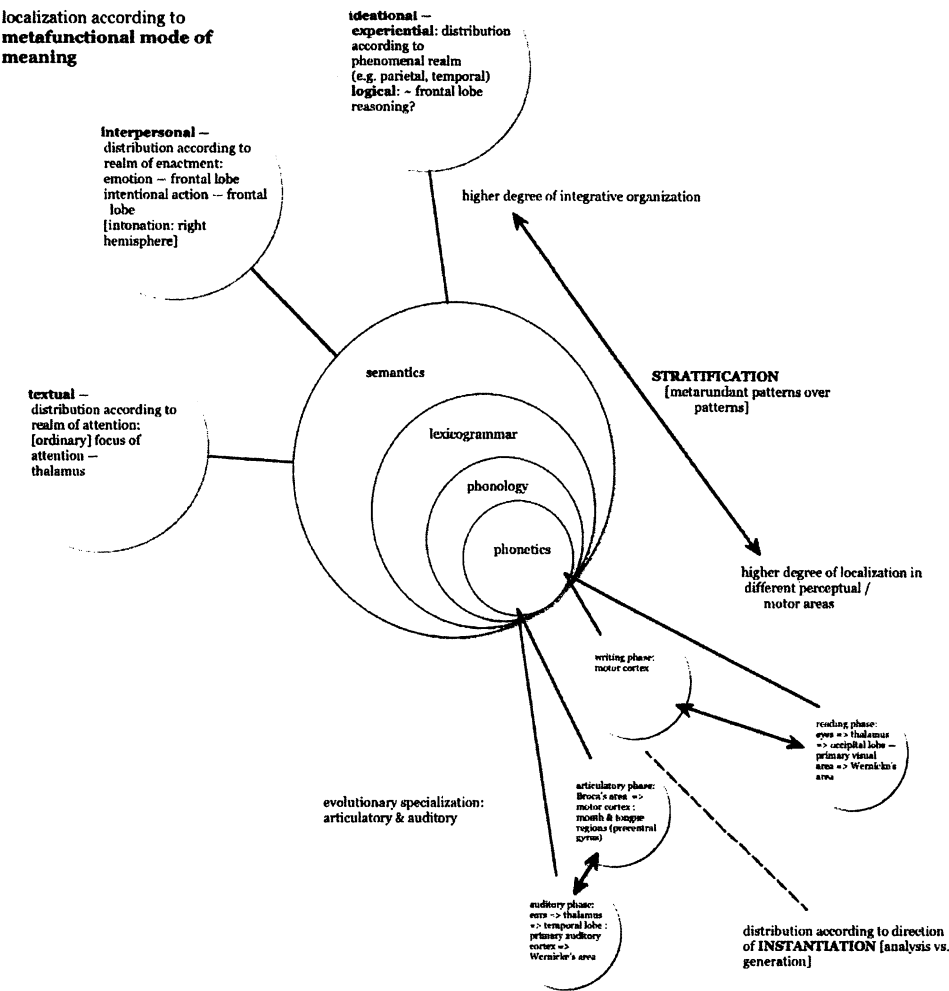 localization according to
metafunctional mode of
meaning
ideational –
experiential: distribution
according to
phenomenal realm
(e.g. parietal, temporal)
logical: ~ frontal lobe
reasoning?
interpersonal –
distribution according to
realm of enactment:
emotion – frontal lobe
intentional action – frontal
lobe
[intonation: right
hemisphere]
higher degree of integrative organization
textual –
distribution according to
realm of attention:
[ordinary] focus of
attention –
thalamus
semantics
lexicogrammar
phonology
phonetics
STRATIFICATION
[metarundant patterns over
patterns]
higher degree of localization in
different perceptual /
motor areas
writing phase:
motor cortex
reading phase:
eyes => thalamus
=> occipital lobe –
primary visual
area => Wernicke's
area
evolutionary specialization:
articulatory & auditory
articulatory phase:
Broca's area =>
motor cortex :
mouth & tongue
regions (precentral
gyrus)
auditory phase:
ears => thalamus
=> temporal lobe :
primary auditory
cortex =>
Wernicke's area
distribution according to direction
of INSTANTIATION [analysis vs.
generation]